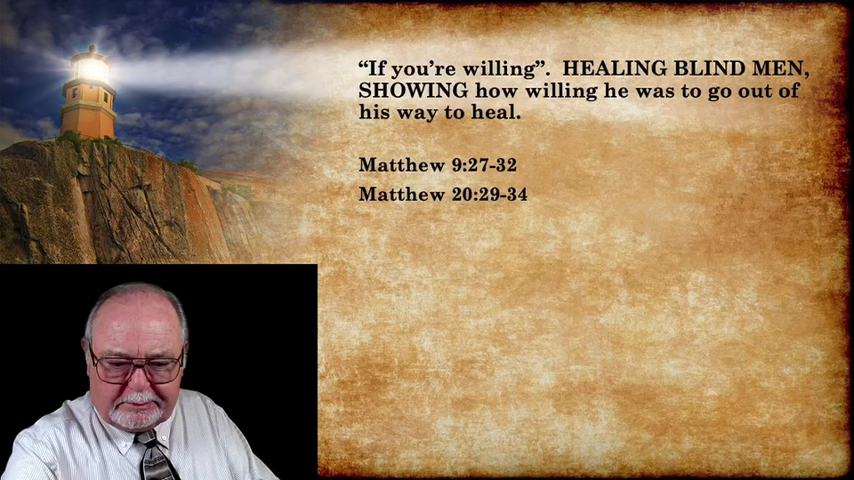 “If you’re willing”.  HEALING BLIND MEN,
SHOWING how willing he was to go out of
his way to heal.
Matthew 9:27-32
Matthew 20:29-34